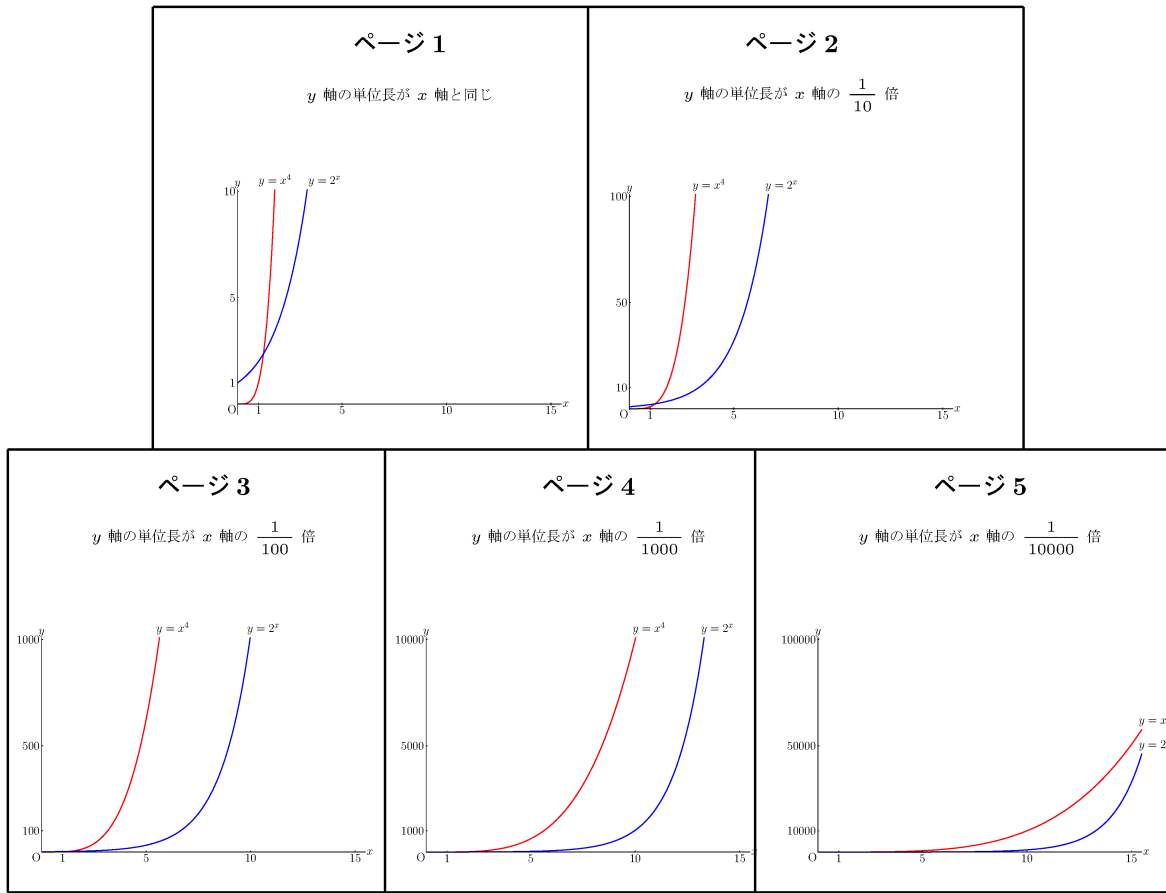 ページ 1
y 軸の単位長が x 軸と同じ
y = x⁴ y = 2ˣ
y
10
5
1
O 1 5 10 15 x
ページ 2
y 軸の単位長が x 軸の 1/10 倍
y = x⁴ y = 2ˣ
y
100
50
10
O 1 5 10 15 x
ページ 3
y 軸の単位長が x 軸の 1/100 倍
y = x⁴ y = 2ˣ
y
1000
500
100
O 1 5 10 15 x
ページ 4
y 軸の単位長が x 軸の 1/1000 倍
y = x⁴ y = 2ˣ
y
10000
5000
1000
O 1 5 10 15
ページ 5
y 軸の単位長が x 軸の 1/10000 倍
y
100000
y = x
50000
y = 2
10000
O 1 5 10 15 x